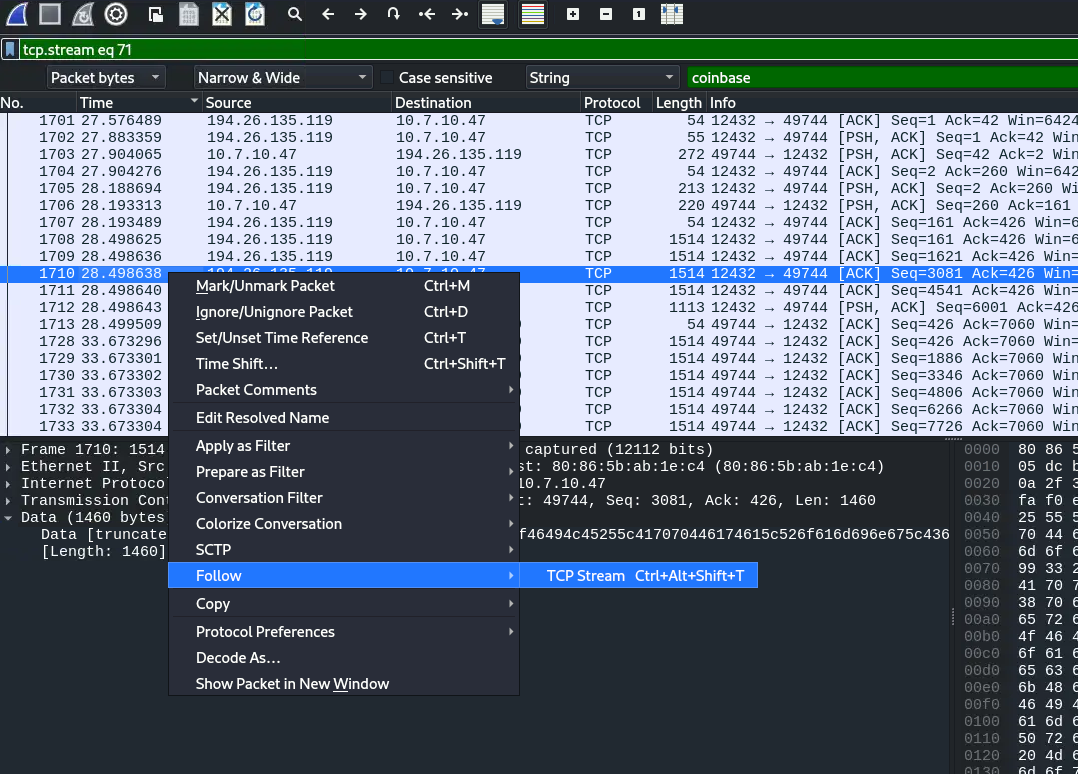 tcp.stream eq 71
Packet bytes Narrow & Wide Case sensitive String coinbase
No. Time Source Destination Protocol Length Info
1701 27.576489 194.26.135.119 10.7.10.47 TCP 54 12432 → 49744 [ACK] Seq=1 Ack=42 Win=6424
1702 27.883359 194.26.135.119 10.7.10.47 TCP 55 12432 → 49744 [PSH, ACK] Seq=1 Ack=42 Win
1703 27.904065 10.7.10.47 194.26.135.119 TCP 272 49744 → 12432 [PSH, ACK] Seq=42 Ack=2 Win
1704 27.904276 194.26.135.119 10.7.10.47 TCP 54 12432 → 49744 [ACK] Seq=2 Ack=260 Win=642
1705 28.188694 194.26.135.119 10.7.10.47 TCP 213 12432 → 49744 [PSH, ACK] Seq=2 Ack=260 Wi
1706 28.193313 10.7.10.47 194.26.135.119 TCP 220 49744 → 12432 [PSH, ACK] Seq=260 Ack=161
1707 28.193489 194.26.135.119 10.7.10.47 TCP 54 12432 → 49744 [ACK] Seq=161 Ack=426 Win=6
1708 28.498625 194.26.135.119 10.7.10.47 TCP 1514 12432 → 49744 [ACK] Seq=161 Ack=426 Win=6
1709 28.498636 194.26.135.119 10.7.10.47 TCP 1514 12432 → 49744 [ACK] Seq=1621 Ack=426 Win=
1710 28.498638 194.26.135.119 10.7.10.47 TCP 1514 12432 → 49744 [ACK] Seq=3081 Ack=426 Win=
1711 28.498640 TCP 1514 12432 → 49744 [ACK] Seq=4541 Ack=426 Win=
1712 28.498643 TCP 1113 12432 → 49744 [PSH, ACK] Seq=6001 Ack=426
1713 28.499509 TCP 54 49744 → 12432 [ACK] Seq=426 Ack=7060 Win=
1728 33.673296 TCP 1514 49744 → 12432 [ACK] Seq=426 Ack=7060 Win=
1729 33.673301 TCP 1514 49744 → 12432 [ACK] Seq=1886 Ack=7060 Win
1730 33.673302 TCP 1514 49744 → 12432 [ACK] Seq=3346 Ack=7060 Win
1731 33.673303 TCP 1514 49744 → 12432 [ACK] Seq=4806 Ack=7060 Win
1732 33.673304 TCP 1514 49744 → 12432 [ACK] Seq=6266 Ack=7060 Win
1733 33.673304 TCP 1514 49744 → 12432 [ACK] Seq=7726 Ack=7060 Win
Mark/Unmark Packet Ctrl+M
Ignore/Unignore Packet Ctrl+D
Set/Unset Time Reference Ctrl+T
Time Shift… Ctrl+Shift+T
Packet Comments
Edit Resolved Name
Apply as Filter
Prepare as Filter
Conversation Filter
Colorize Conversation
SCTP
Follow TCP Stream Ctrl+Alt+Shift+T
Copy
Protocol Preferences
Decode As…
Show Packet in New Window
Frame 1710: 1514 captured (12112 bits)
Ethernet II, Src st: 80:86:5b:ab:1e:c4 (80:86:5b:ab:1e:c4)
Internet Protoco 10.7.10.47
Transmission Con t: 49744, Seq: 3081, Ack: 426, Len: 1460
Data (1460 bytes
Data [truncate f46494c45255c417070446174615c526f616d696e675c436
[Length: 1460]
0000 80 86 5
0010 05 dc b
0020 0a 2f 3
0030 fa f0 e
0040 25 55 5
0050 70 44 6
0060 6d 6f 6
0070 99 33 2
0080 41 70 7
0090 38 70 6
00a0 65 72 6
00b0 4f 46 4
00c0 6f 61 6
00d0 65 63 6
00e0 6b 48 6
00f0 46 49 4
0100 61 6d 6
0110 50 72 6
0120 20 4d 6
0130 6d 6f 7